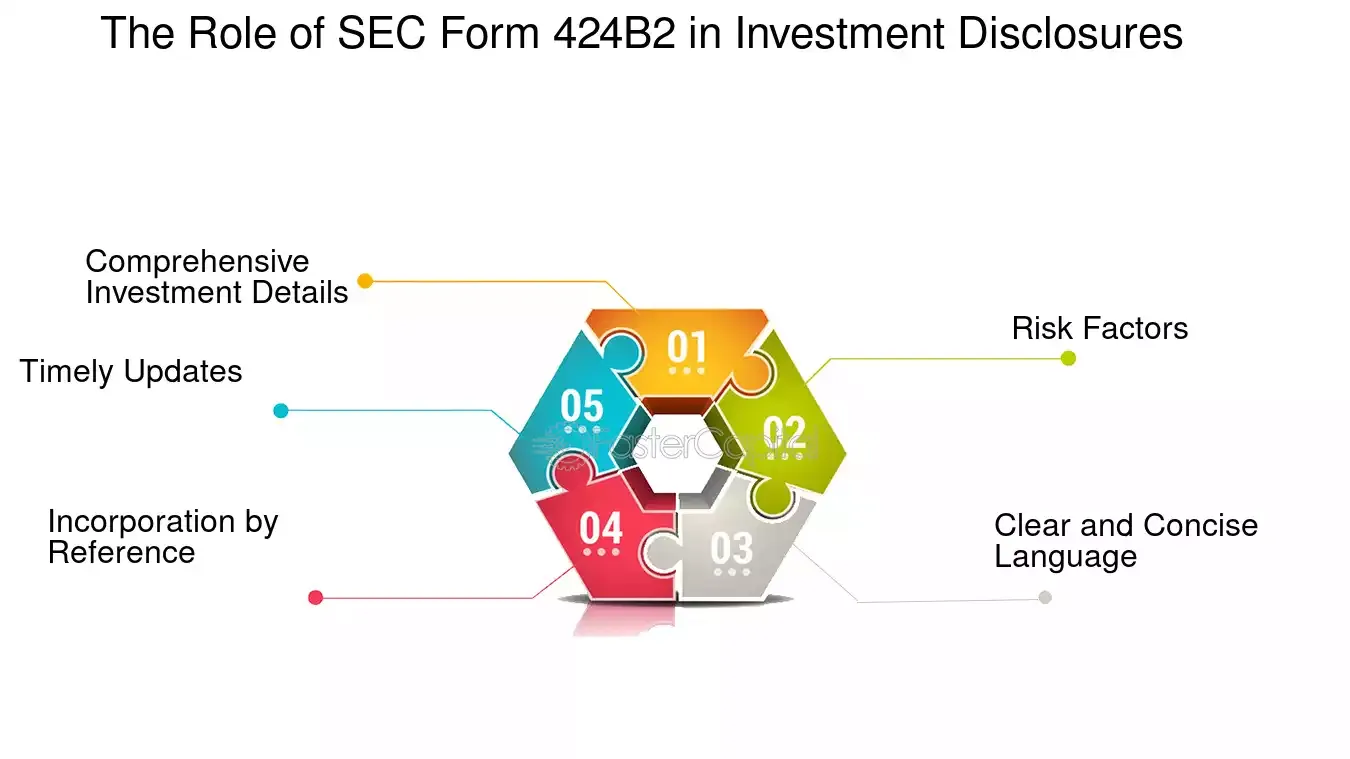 The Role of SEC Form 424B2 in Investment Disclosures
Comprehensive
Investment Details
Risk Factors
Timely Updates
Incorporation by
Reference
Clear and Concise
Language
01
02
03
04
05
FasterCapital